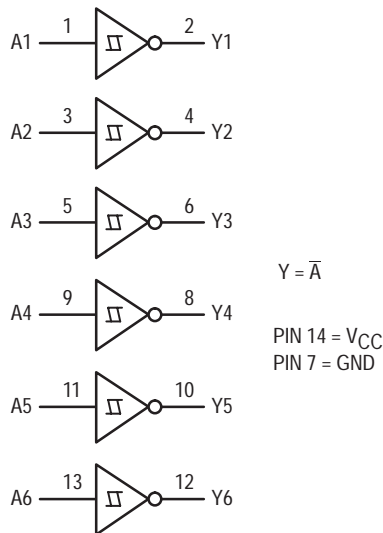 A1 1 2 Y1
A2 3 4 Y2
A3 5 6 Y3
A4 9 8 Y4
A5 11 10 Y5
A6 13 12 Y6
Y = A̅
PIN 14 = VCC
PIN 7 = GND